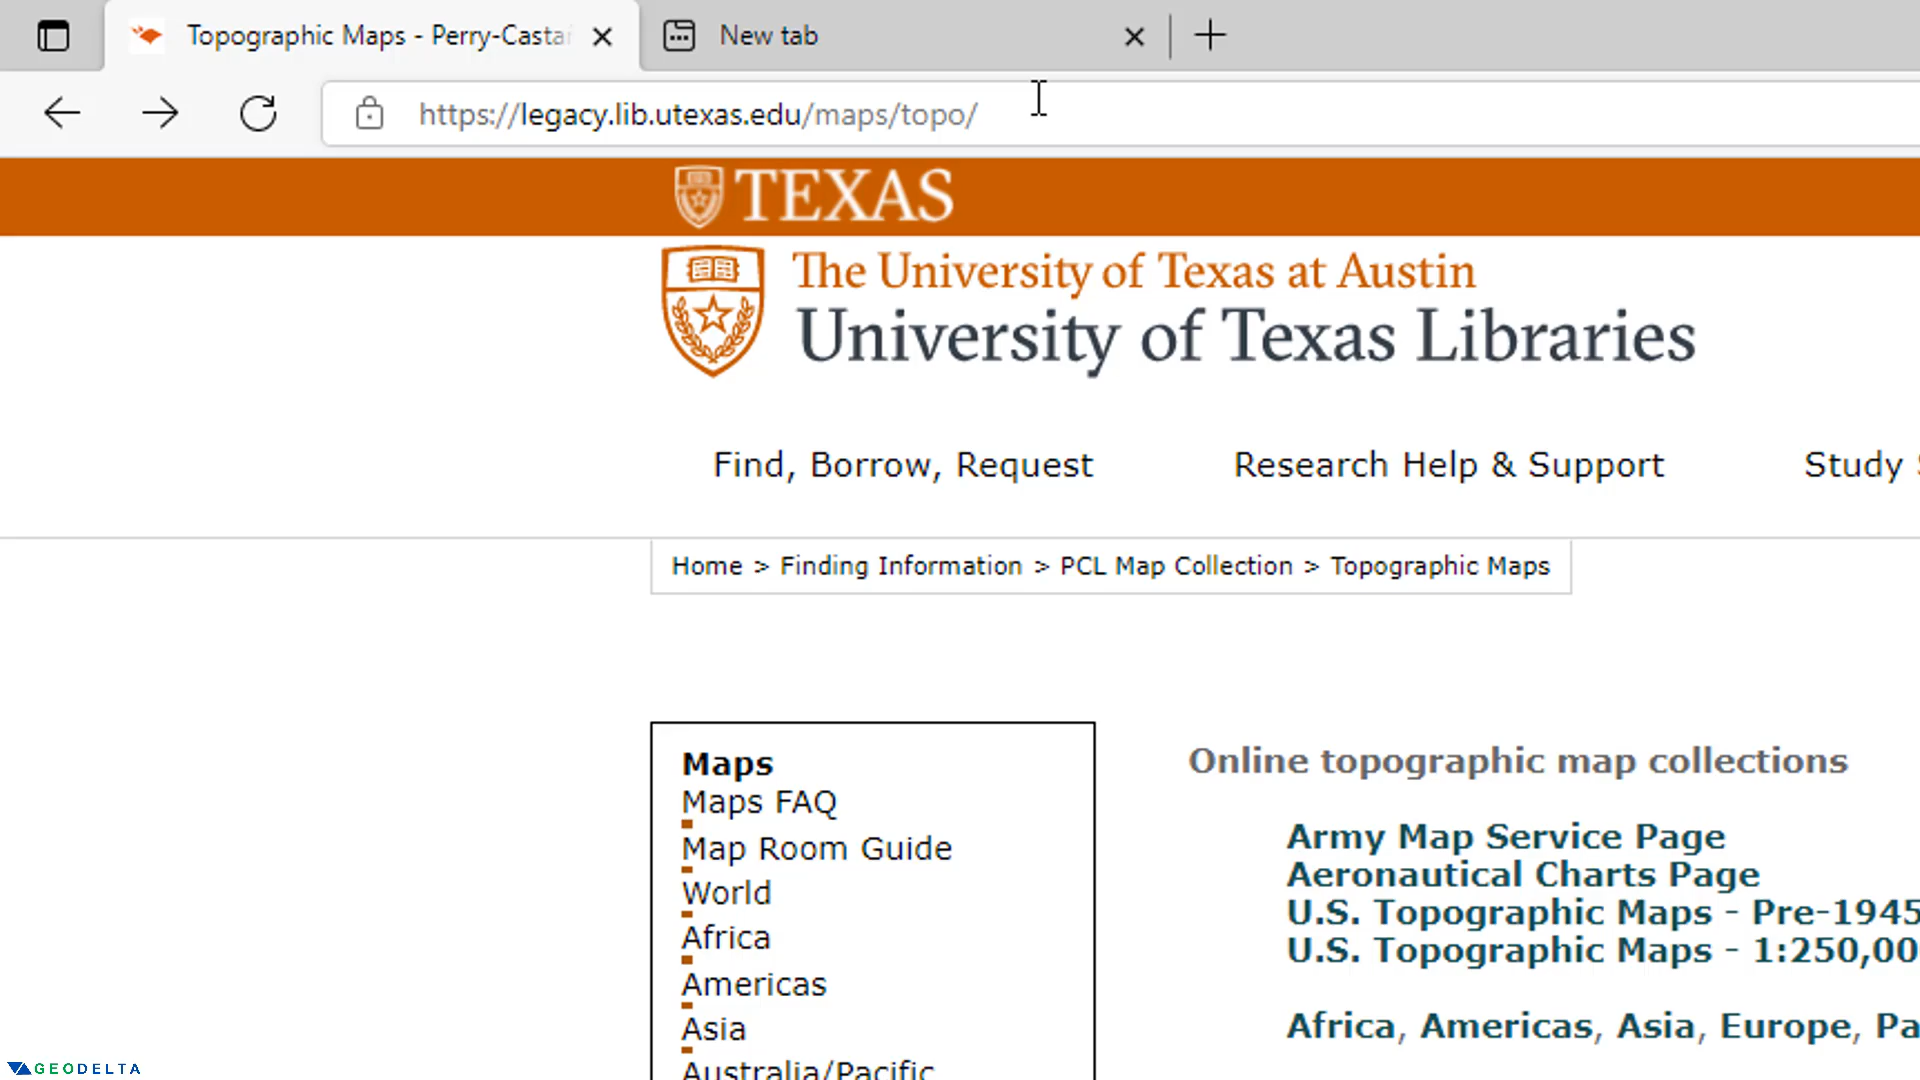 Topographic Maps - Perry-Casta
New tab
https://legacy.lib.utexas.edu/maps/topo/
TEXAS
The University of Texas at Austin
University of Texas Libraries
Find, Borrow, Request
Research Help & Support
Study
Home > Finding Information > PCL Map Collection > Topographic Maps
Maps
Maps FAQ
Map Room Guide
World
Africa
Americas
Asia
Australia/Pacific
Online topographic map collections
Army Map Service Page
Aeronautical Charts Page
U.S. Topographic Maps - Pre-1945
U.S. Topographic Maps - 1:250,00
Africa, Americas, Asia, Europe, Pa
GEODELTA